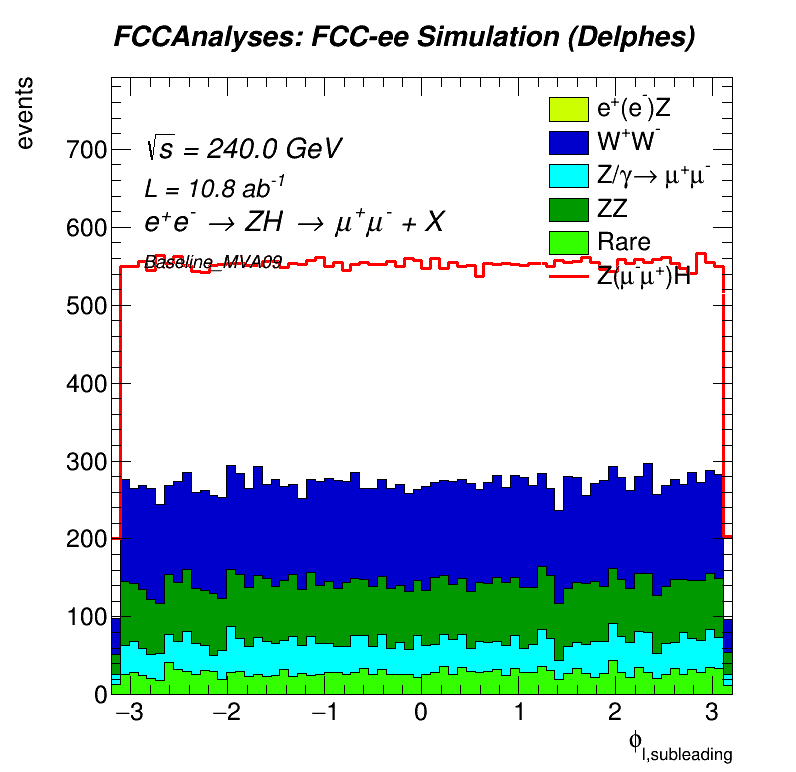 FCCAnalyses: FCC-ee Simulation (Delphes)
events
√s = 240.0 GeV
L = 10.8 ab⁻¹
e⁺e⁻ → ZH → μ⁺μ⁻ + X
Baseline_MVA09
e⁺(e⁻)Z
W⁺W⁻
Z/γ→ μ⁺μ⁻
ZZ
Rare
Z(μ⁻μ⁺)H
700
600
500
400
300
200
100
0
−3 −2 −1 0 1 2 3
ϕl,subleading